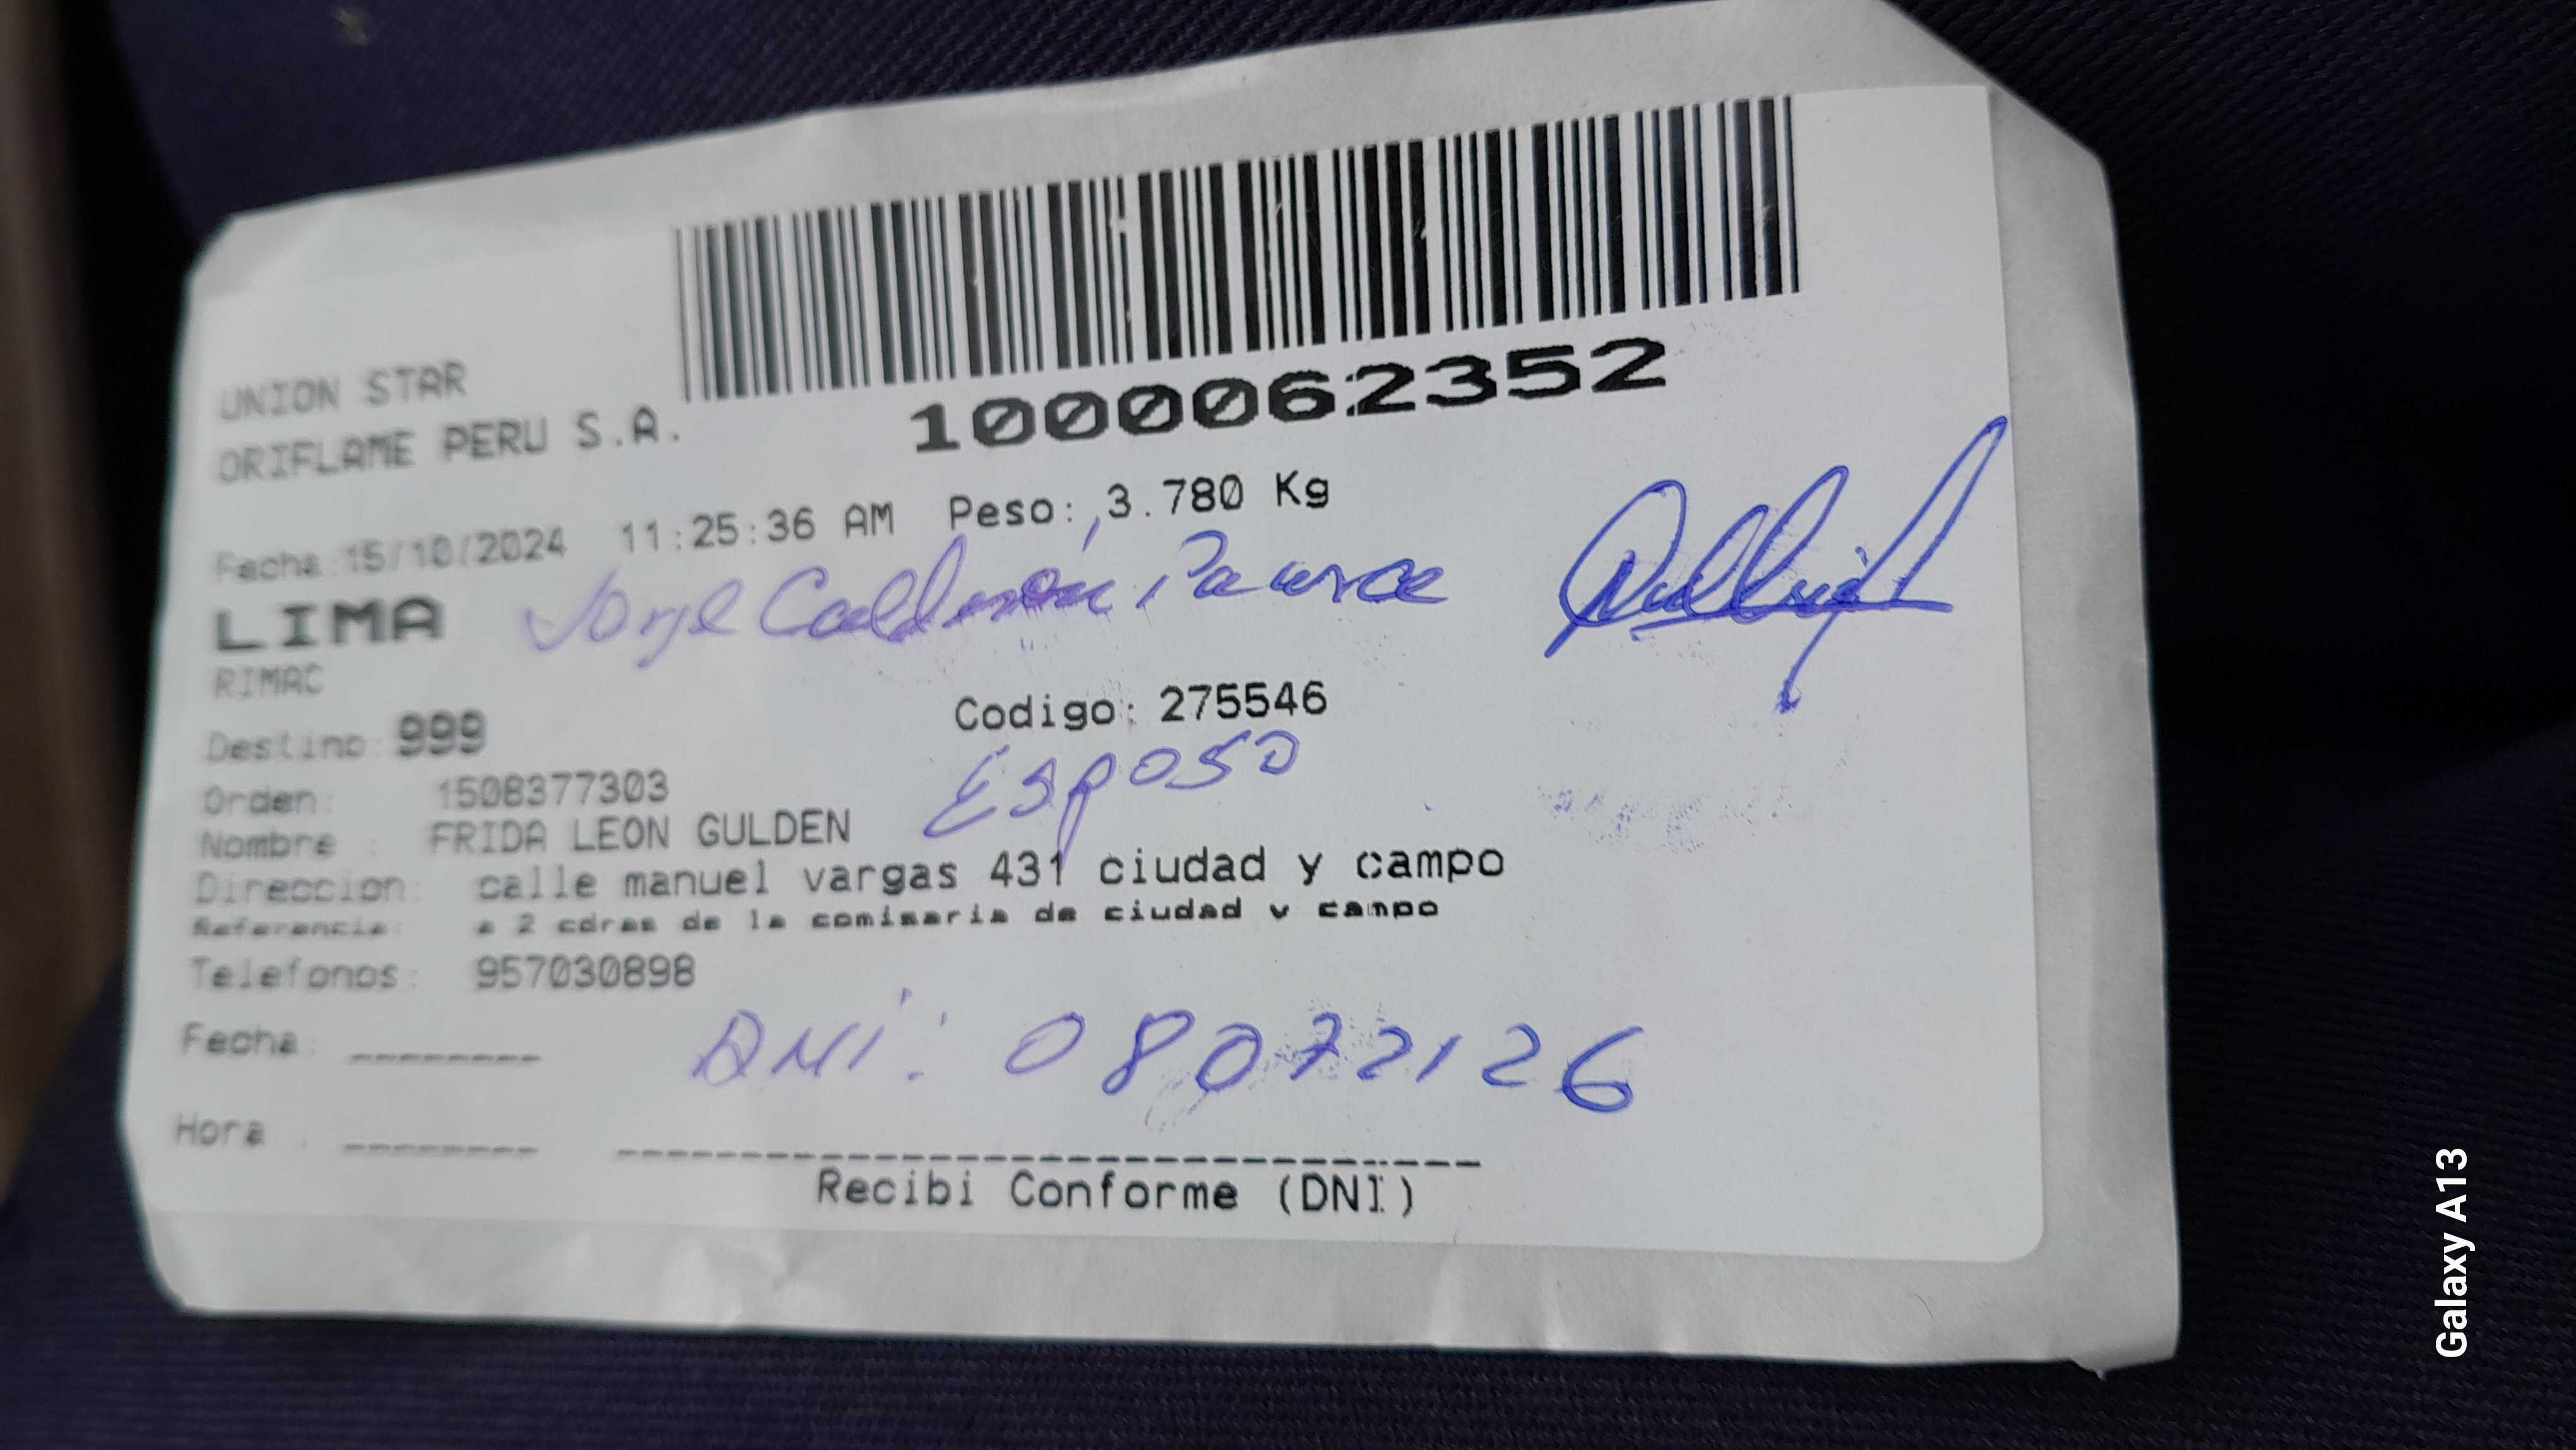 UNION STAR
ORIFLAME PERU S.A.
1000062352
Fecha:15/10/2024 11:25:36 AM Peso: 3.780 Kg
LIMA
Jorge Calderón
RIMAC
Destino: 999 Codigo: 275546
Esposo
Orden: 1508377303
Nombre : FRIDA LEON GULDEN
Direccion: calle manuel vargas 431 ciudad y campo
Referencia: a 2 cdras de la comisaria de ciudad y campo
Telefonos: 957030898
Fecha:
DNI: 08072126
Hora :
Recibi Conforme (DNI)
Galaxy A13